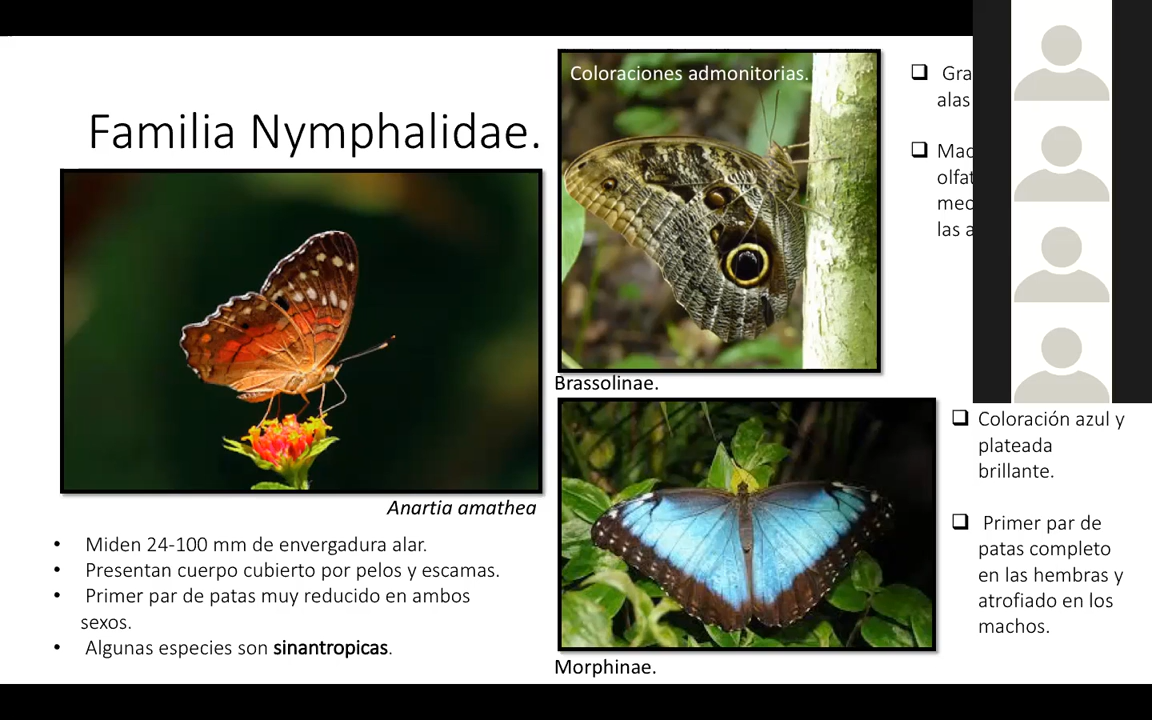 Familia Nymphalidae.
Anartia amathea
• Miden 24-100 mm de envergadura alar.
• Presentan cuerpo cubierto por pelos y escamas.
• Primer par de patas muy reducido en ambos
sexos.
• Algunas especies son sinantropicas.
Coloraciones admonitorias.
Brassolinae.
alas
las
Morphinae.
❑ Coloración azul y
plateada
brillante.
❑ Primer par de
patas completo
en las hembras y
atrofiado en los
machos.